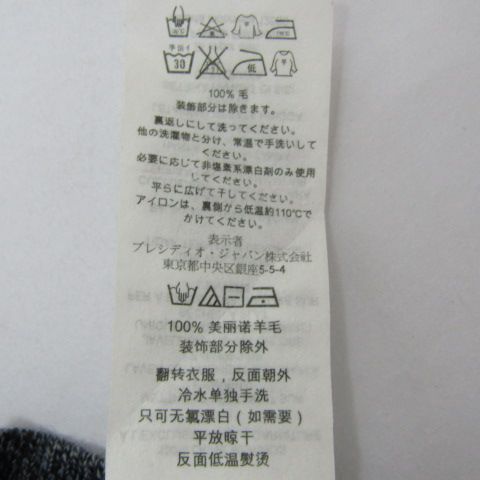 手洗イ
30
低
100% 毛
装飾部分は除きます。
裏返しにして洗ってください。
他の洗濯物と分け、常温で手洗いして
ください。
必要に応じて非塩素系漂白剤のみ使用
してください。
平らに広げて干してください。
アイロンは、裏側から低温約110℃で
かけてください。
表示者
プレシディオ・ジャパン株式会社
東京都中央区銀座5-5-4
100% 美丽诺羊毛
装饰部分除外
翻转衣服，反面朝外
冷水单独手洗
只可无氯漂白（如需要）
平放晾干
反面低温熨烫